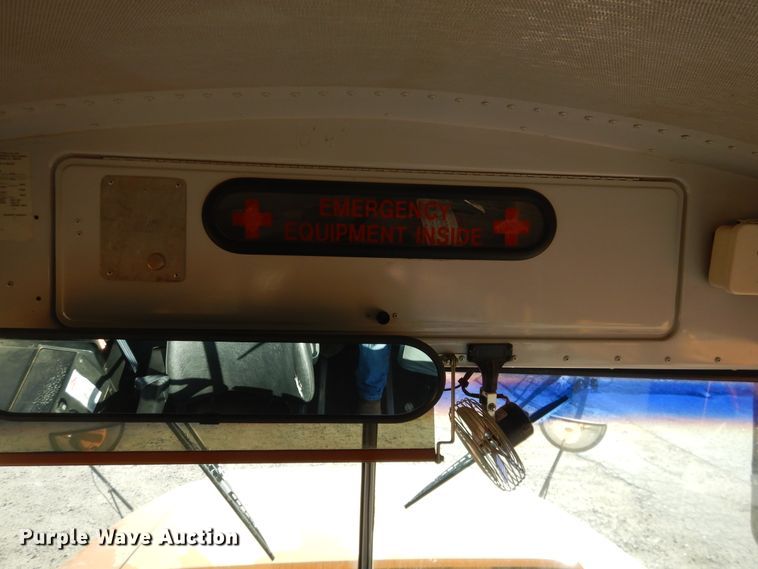 EMERGENCY
EQUIPMENT INSIDE
Purple Wave Auction